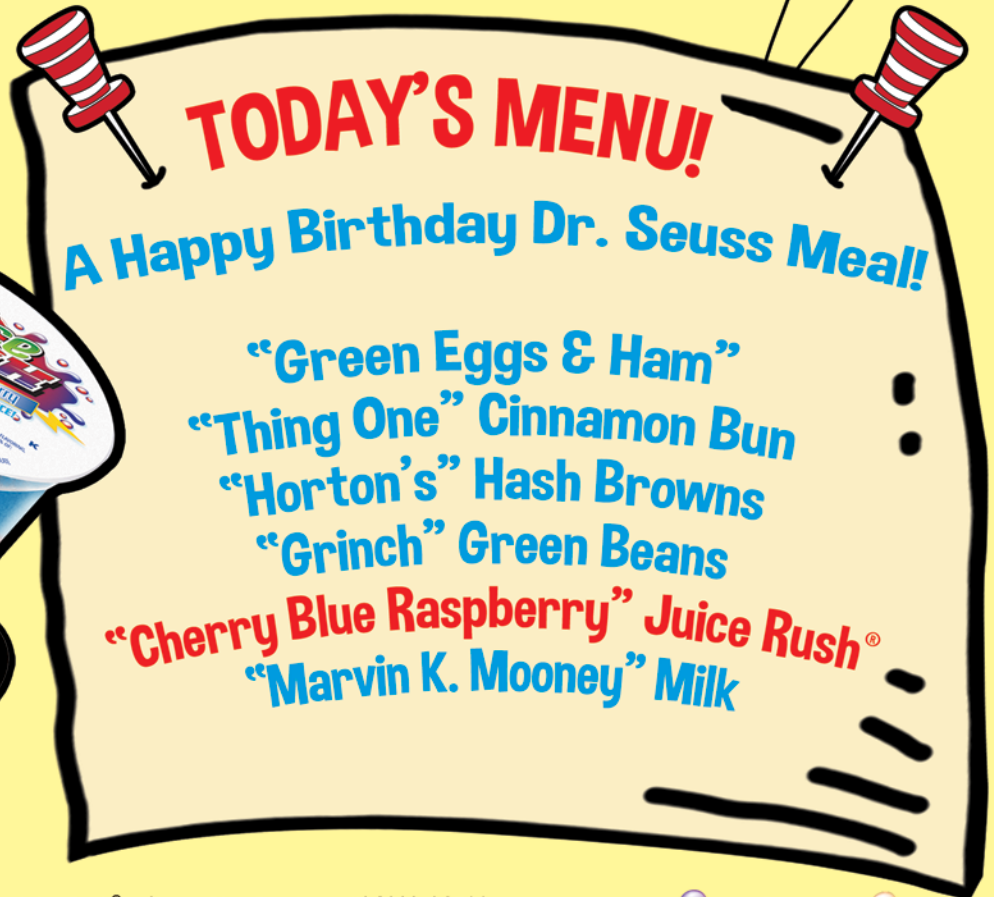 TODAY'S MENU!
A Happy Birthday Dr. Seuss Meal!
“Green Eggs & Ham”
“Thing One” Cinnamon Bun
“Horton's” Hash Browns
“Grinch” Green Beans
“Cherry Blue Raspberry” Juice Rush®
“Marvin K. Mooney” Milk